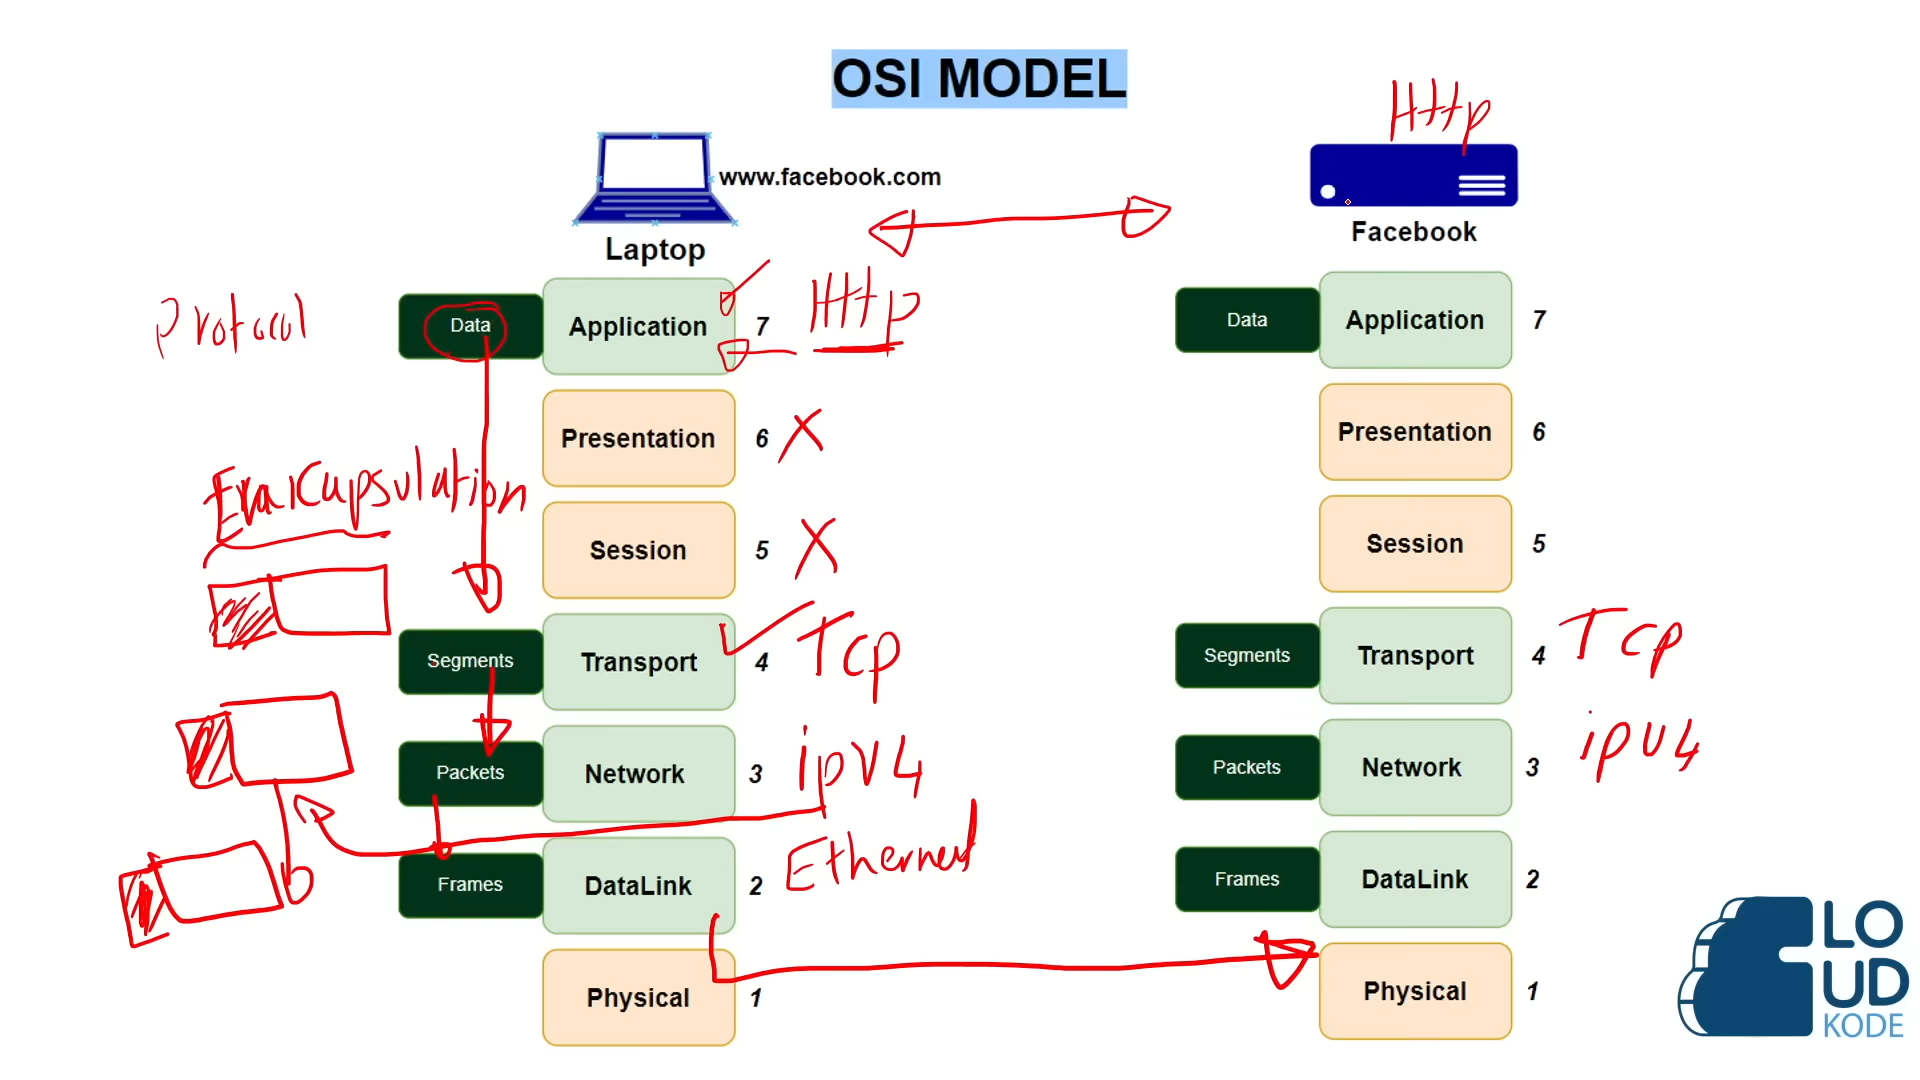 OSI MODEL
Http
www.facebook.com
Laptop
Facebook
Protocol
Data Application 7 Http
Data Application 7
Presentation 6 X
Presentation 6
Encapsulation
Session 5 X
Session 5
Segments Transport 4 Tcp
Segments Transport 4 Tcp
Packets Network 3 ipv4
Packets Network 3 ipv4
Frames DataLink 2 Ethernet
Frames DataLink 2
Physical 1
Physical 1
LO
UD
KODE